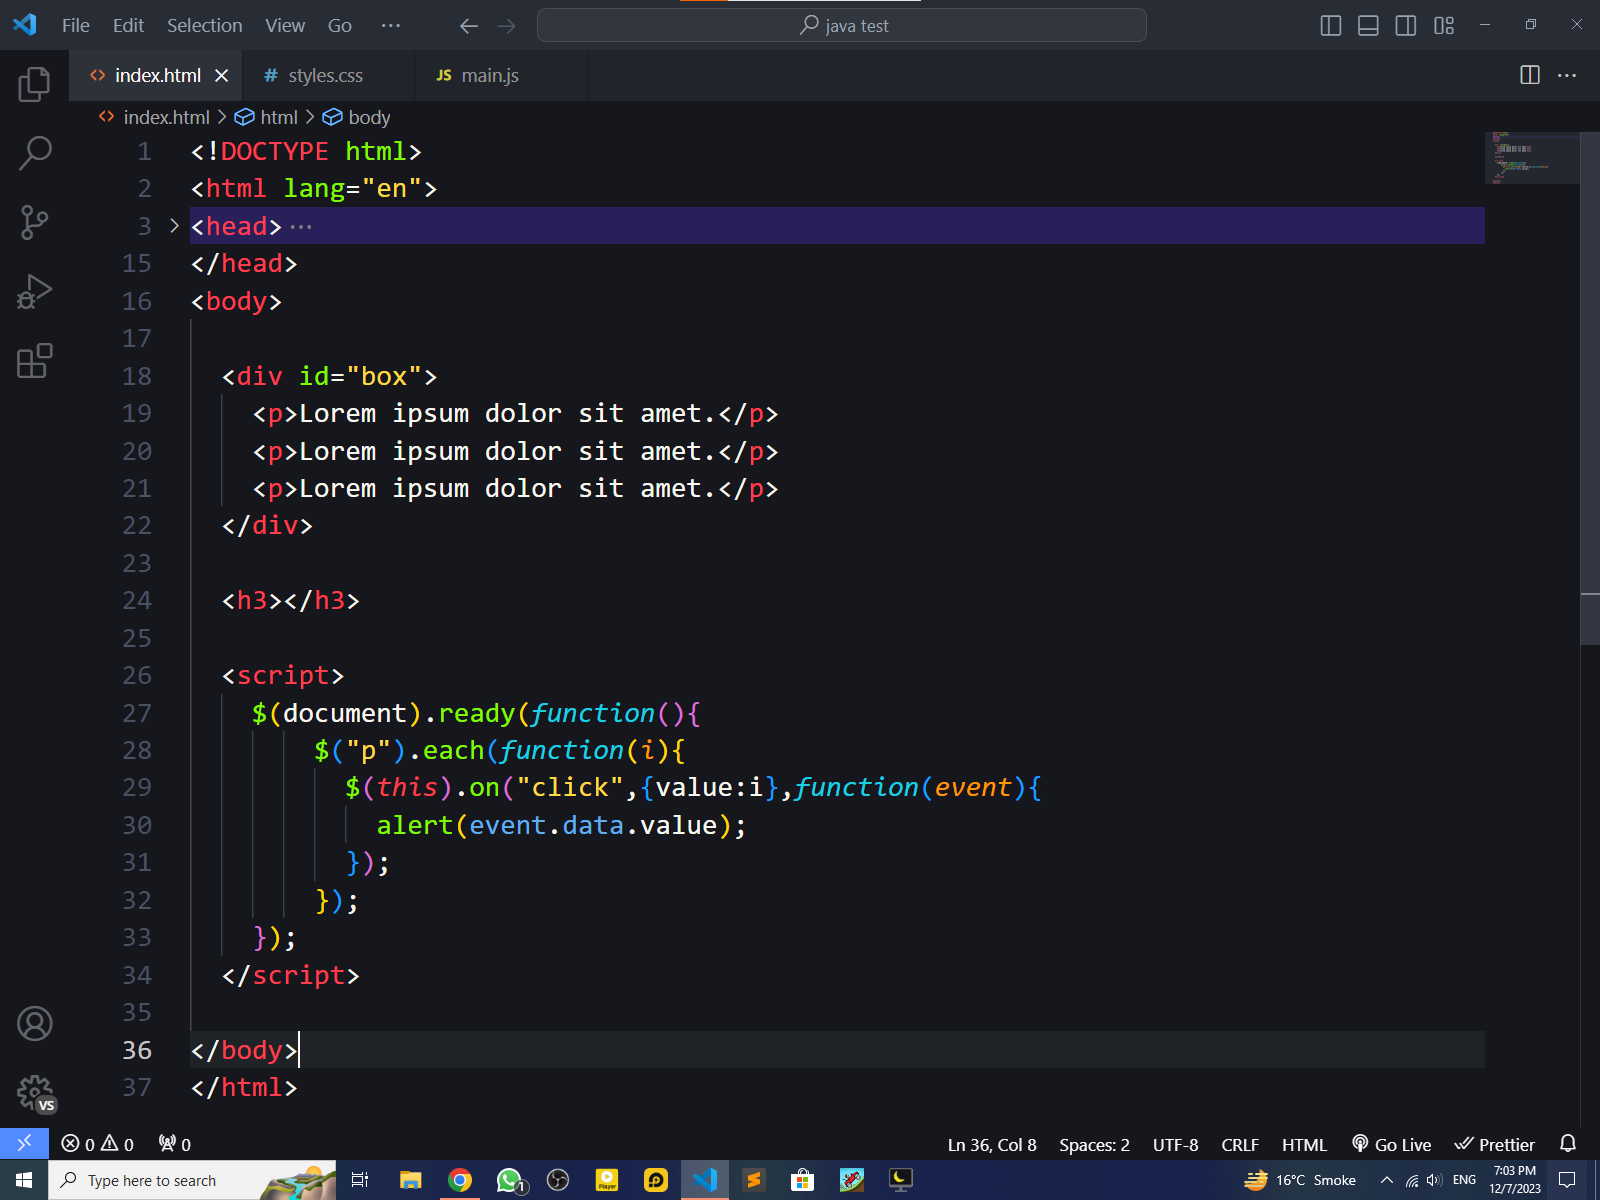 File Edit Selection View Go ··· java test
index.html # styles.css JS main.js
index.html > html > body
1 <!DOCTYPE html>
2 <html lang="en">
3 <head>···
15 </head>
16 <body>
17
18 <div id="box">
19 <p>Lorem ipsum dolor sit amet.</p>
20 <p>Lorem ipsum dolor sit amet.</p>
21 <p>Lorem ipsum dolor sit amet.</p>
22 </div>
23
24 <h3></h3>
25
26 <script>
27 $(document).ready(function(){
28 $("p").each(function(i){
29 $(this).on("click",{value:i},function(event){
30 alert(event.data.value);
31 });
32 });
33 });
34 </script>
35
36 </body>
37 </html>
VS
0 0 0 Ln 36, Col 8 Spaces: 2 UTF-8 CRLF HTML Go Live Prettier
Type here to search 1 Player 16°C Smoke ENG 7:03 PM
12/7/2023